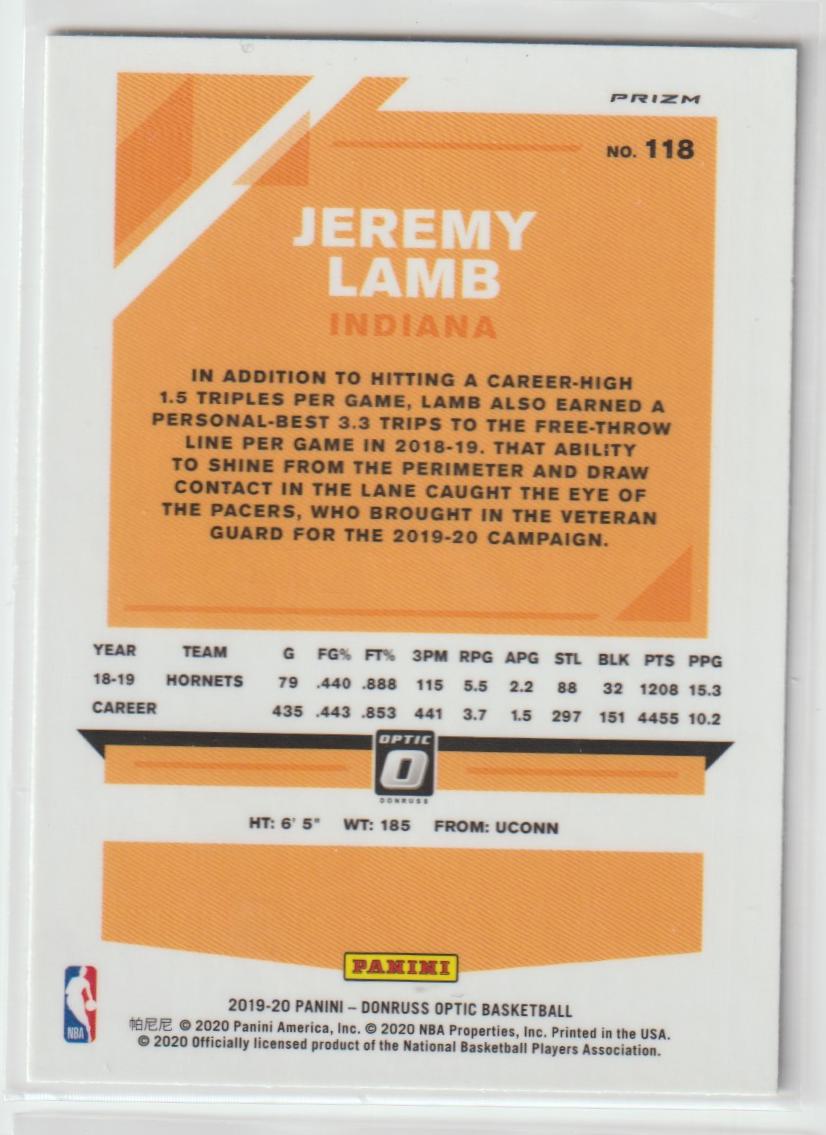 PRIZM
NO. 118
JEREMY
LAMB
INDIANA
IN ADDITION TO HITTING A CAREER-HIGH
1.5 TRIPLES PER GAME, LAMB ALSO EARNED A
PERSONAL-BEST 3.3 TRIPS TO THE FREE-THROW
LINE PER GAME IN 2018-19. THAT ABILITY
TO SHINE FROM THE PERIMETER AND DRAW
CONTACT IN THE LANE CAUGHT THE EYE OF
THE PACERS, WHO BROUGHT IN THE VETERAN
GUARD FOR THE 2019-20 CAMPAIGN.
YEAR TEAM G FG% FT% 3PM RPG APG STL BLK PTS PPG
18-19 HORNETS 79 .440 .888 115 5.5 2.2 88 32 1208 15.3
CAREER 435 .443 .853 441 3.7 1.5 297 151 4455 10.2
OPTIC
O
DONRUSS
HT: 6' 5" WT: 185 FROM: UCONN
PANINI
NBA
2019-20 PANINI – DONRUSS OPTIC BASKETBALL
帕尼尼 © 2020 Panini America, Inc. © 2020 NBA Properties, Inc. Printed in the USA.
© 2020 Officially licensed product of the National Basketball Players Association.